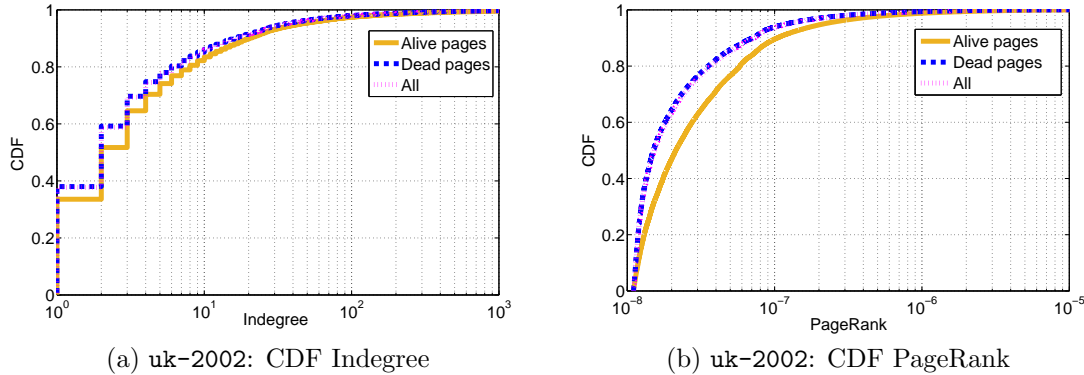 1
0.8
0.6
0.4
0.2
0
CDF
10^0
10^1
10^2
10^3
Indegree
Alive pages
Dead pages
All
(a) uk-2002: CDF Indegree
1
0.8
0.6
0.4
0.2
0
CDF
10^-8
10^-7
10^-6
10^-5
PageRank
Alive pages
Dead pages
All
(b) uk-2002: CDF PageRank